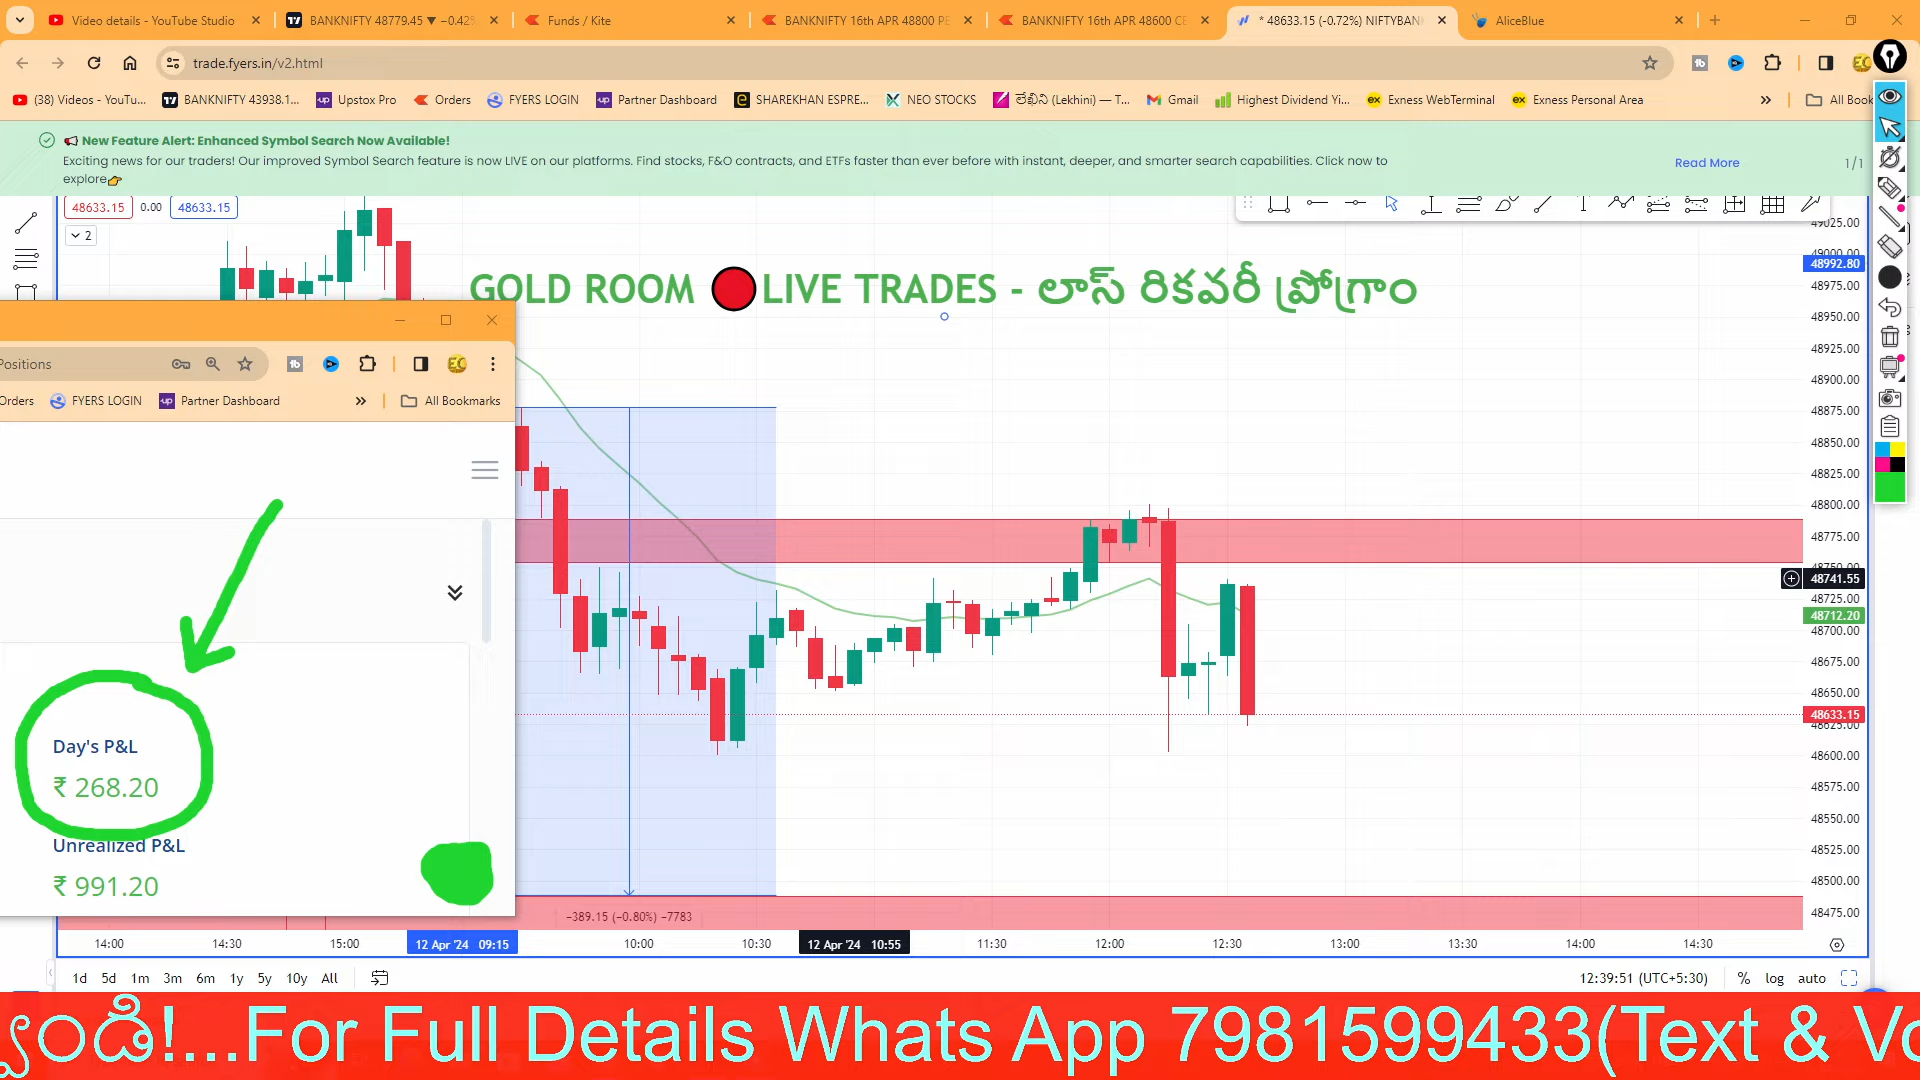 Video details - YouTube Studio
BANKNIFTY 48779.45 ▼ −0.42%
Funds / Kite
BANKNIFTY 16th APR 48800 PE
BANKNIFTY 16th APR 48600 CE
* 48633.15 (-0.72%) NIFTYBAN
AliceBlue
trade.fyers.in/v2.html
(38) Videos - YouTu...
BANKNIFTY 43938.1...
Upstox Pro
Orders
FYERS LOGIN
Partner Dashboard
SHAREKHAN ESPRE...
NEO STOCKS
లేఖిని (Lekhini) — T...
Gmail
Highest Dividend Yi...
Exness WebTerminal
Exness Personal Area
»
All Book
New Feature Alert: Enhanced Symbol Search Now Available!
Exciting news for our traders! Our improved Symbol Search feature is now LIVE on our platforms. Find stocks, F&O contracts, and ETFs faster than ever before with instant, deeper, and smarter search capabilities. Click now to
explore👉
Read More
1/1
48633.15 0.00 48633.15
2
GOLD ROOM 🔴LIVE TRADES - లాస్ రికవరీ ప్రోగ్రాం
Positions
Orders
FYERS LOGIN
Partner Dashboard
»
All Bookmarks
Day's P&L
₹ 268.20
Unrealized P&L
₹ 991.20
−389.15 (−0.80%) −7783
49025.00
49000.00
48992.80
48975.00
48950.00
48925.00
48900.00
48875.00
48850.00
48825.00
48800.00
48775.00
48750.00
48741.55
48725.00
48712.20
48700.00
48675.00
48650.00
48633.15
48625.00
48600.00
48575.00
48550.00
48525.00
48500.00
48475.00
14:00 14:30 15:00 12 Apr '24 09:15 10:00 10:30 12 Apr '24 10:55 11:30 12:00 12:30 13:00 13:30 14:00 14:30
1d 5d 1m 3m 6m 1y 5y 10y All
12:39:51 (UTC+5:30) % log auto
ండి!...For Full Details Whats App 7981599433(Text & Vo